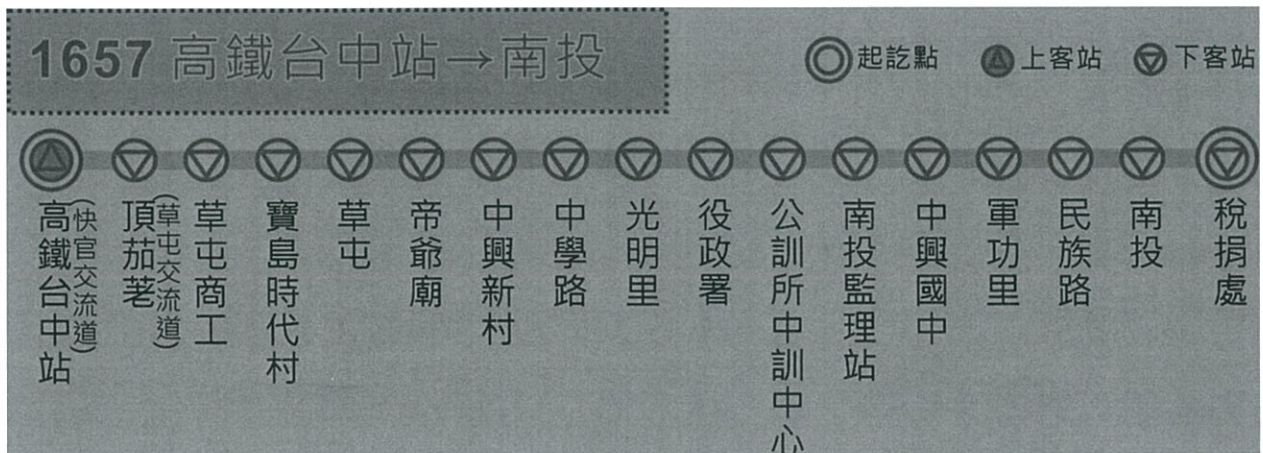 1657 高鐵台中站→南投
起訖點
上客站
下客站
高鐵台中站
(快官交流道)
頂茄荖
(草屯交流道)
草屯商工
寶島時代村
草屯
帝爺廟
中興新村
中學路
光明里
役政署
公訓所中訓中心
南投監理站
中興國中
軍功里
民族路
南投
稅捐處